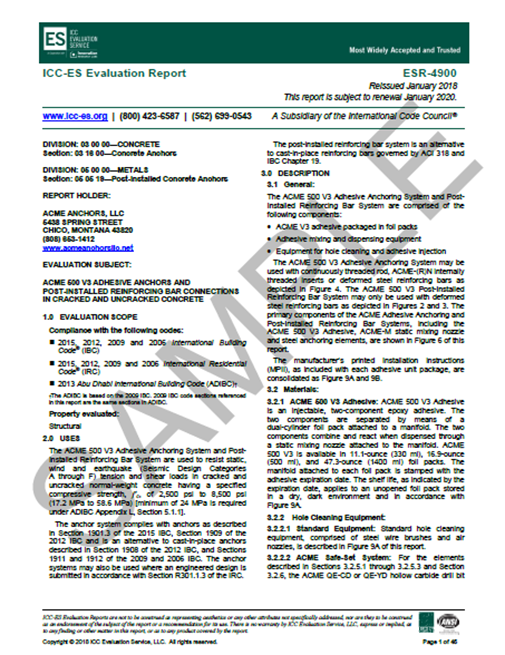 ES
ICC
EVALUATION
SERVICE
Most Widely Accepted and Trusted
ICC-ES Evaluation Report
ESR-4900
Reissued January 2018
This report is subject to renewal January 2020.
www.icc-es.org | (800) 423-6587 | (562) 699-0543
A Subsidiary of the International Code Council®
DIVISION: 03 00 00—CONCRETE
Section: 03 16 00—Concrete Anchors
DIVISION: 05 00 00—METALS
Section: 05 05 19—Post-Installed Concrete Anchors
REPORT HOLDER:
ACME ANCHORS, LLC
5438 SPRING STREET
CHICO, MONTANA 43820
(808) 653-1412
www.acmeanchorsllc.net
EVALUATION SUBJECT:
ACME 500 V3 ADHESIVE ANCHORS AND
POST-INSTALLED REINFORCING BAR CONNECTIONS
IN CRACKED AND UNCRACKED CONCRETE
1.0 EVALUATION SCOPE
Compliance with the following codes:
■ 2015, 2012, 2009 and 2006 International Building
Code® (IBC)
■ 2015, 2012, 2009 and 2006 International Residential
Code® (IRC)
■ 2013 Abu Dhabi International Building Code (ADIBC)†
†The ADIBC is based on the 2009 IBC. 2009 IBC code sections referenced
in this report are the same sections in ADIBC.
Property evaluated:
Structural
2.0 USES
The ACME 500 V3 Adhesive Anchoring System and Post-
Installed Reinforcing Bar System are used to resist static,
wind and earthquake (Seismic Design Categories
A through F) tension and shear loads in cracked and
uncracked normal-weight concrete having a specified
compressive strength, f′c, of 2,500 psi to 8,500 psi
(17.2 MPa to 58.6 MPa) [minimum of 24 MPa is required
under ADIBC Appendix L, Section 5.1.1].
The anchor system complies with anchors as described
in Section 1901.3 of the 2015 IBC, Section 1909 of the
2012 IBC and is an alternative to cast-in-place anchors
described in Section 1908 of the 2012 IBC, and Sections
1911 and 1912 of the 2009 and 2006 IBC. The anchor
systems may also be used where an engineered design is
submitted in accordance with Section R301.1.3 of the IRC.
The post-installed reinforcing bar system is an alternative
to cast-in-place reinforcing bars governed by ACI 318 and
IBC Chapter 19.
3.0 DESCRIPTION
3.1 General:
The ACME 500 V3 Adhesive Anchoring System and Post-
Installed Reinforcing Bar System are comprised of the
following components:
• ACME V3 adhesive packaged in foil packs
• Adhesive mixing and dispensing equipment
• Equipment for hole cleaning and adhesive injection
The ACME 500 V3 Adhesive Anchoring System may be
used with continuously threaded rod, ACME-(R)N internally
threaded inserts or deformed steel reinforcing bars as
depicted in Figure 4. The ACME 500 V3 Post-Installed
Reinforcing Bar System may only be used with deformed
steel reinforcing bars as depicted in Figures 2 and 3. The
primary components of the ACME Adhesive Anchoring and
Post-Installed Reinforcing Bar Systems, including the
ACME 500 V3 Adhesive, ACME-M static mixing nozzle
and steel anchoring elements, are shown in Figure 6 of this
report.
The manufacturer's printed installation instructions
(MPII), as included with each adhesive unit package, are
consolidated as Figure 9A and 9B.
3.2 Materials:
3.2.1 ACME 500 V3 Adhesive: ACME 500 V3 Adhesive
is an injectable, two-component epoxy adhesive. The
two components are separated by means of a
dual-cylinder foil pack attached to a manifold. The two
components combine and react when dispensed through
a static mixing nozzle attached to the manifold. ACME
500 V3 is available in 11.1-ounce (330 ml), 16.9-ounce
(500 ml), and 47.3-ounce (1400 ml) foil packs. The
manifold attached to each foil pack is stamped with the
adhesive expiration date. The shelf life, as indicated by the
expiration date, applies to an unopened foil pack stored
in a dry, dark environment and in accordance with
Figure 9A.
3.2.2 Hole Cleaning Equipment:
3.2.2.1 Standard Equipment: Standard hole cleaning
equipment, comprised of steel wire brushes and air
nozzles, is described in Figure 9A of this report.
3.2.2.2 ACME Safe-Set System: For the elements
described in Sections 3.2.5.1 through 3.2.5.3 and Section
3.2.6, the ACME QE-CD or QE-YD hollow carbide drill bit
SAMPLE
ICC-ES Evaluation Reports are not to be construed as representing aesthetics or any other attributes not specifically addressed, nor are they to be construed
as an endorsement of the subject of the report or a recommendation for its use. There is no warranty by ICC Evaluation Service, LLC, express or implied, as
to any finding or other matter in this report, or as to any product covered by the report.
ANSI
Copyright © 2018 ICC Evaluation Service, LLC. All rights reserved.
Page 1 of 45